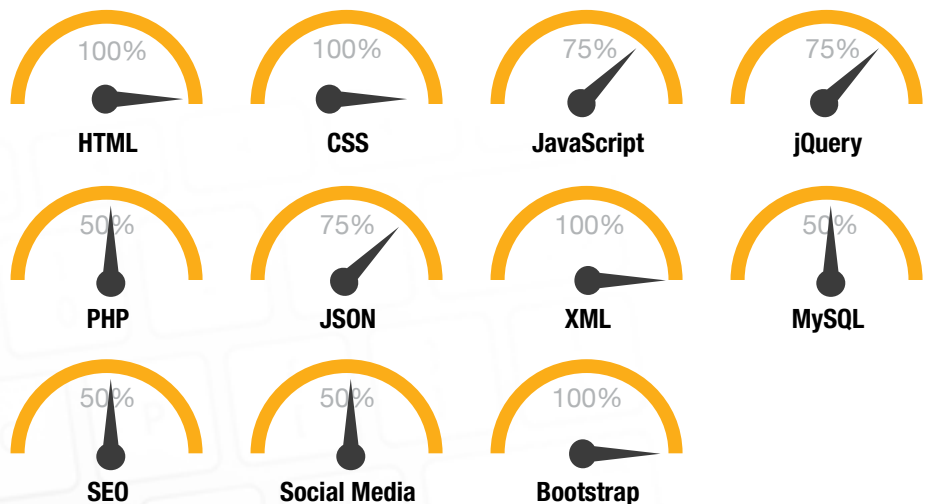 100% 100% 75% 75%
HTML CSS JavaScript jQuery
50% 75% 100% 50%
PHP JSON XML MySQL
50% 50% 100%
SEO Social Media Bootstrap